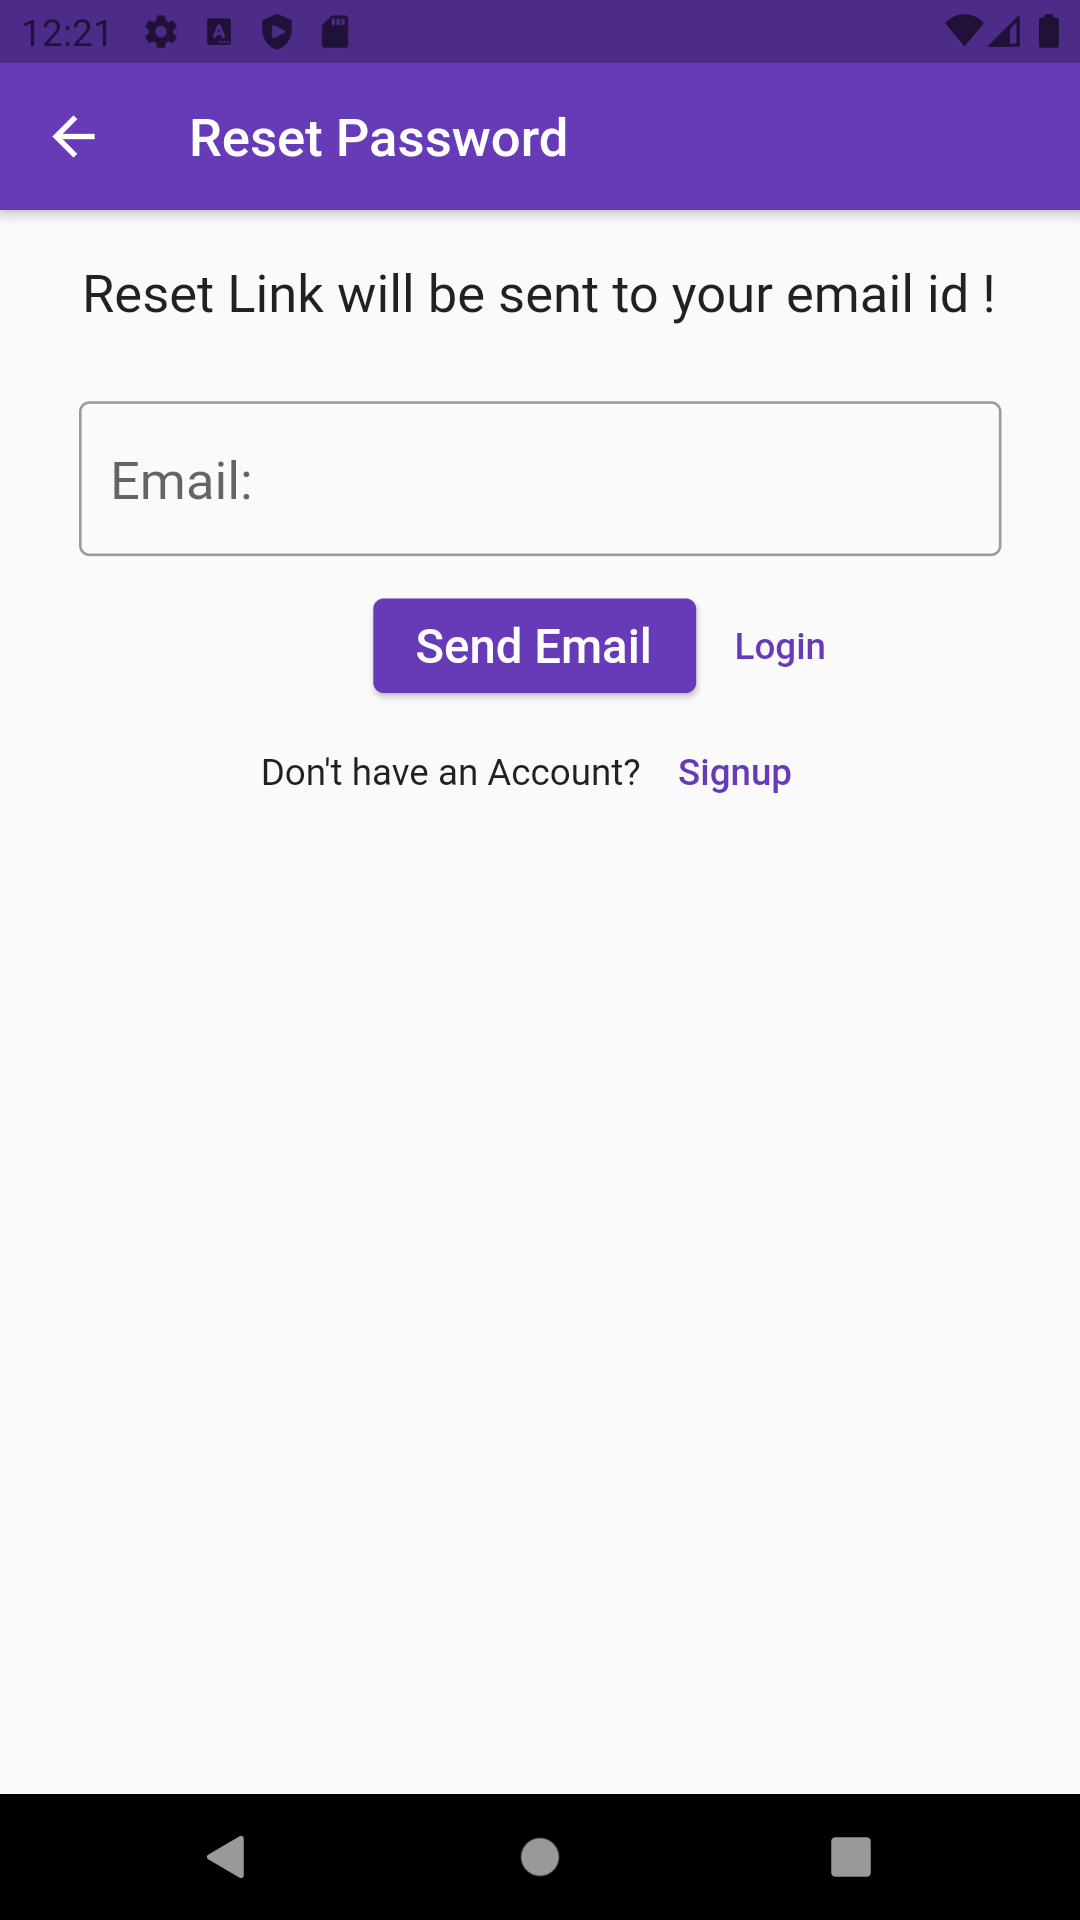 12:21
Reset Password
Reset Link will be sent to your email id !
Email:
Send Email
Login
Don't have an Account?
Signup